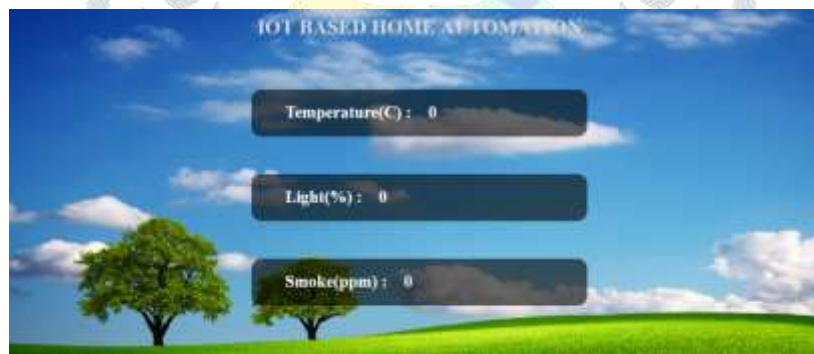 IOT BASED HOME AUTOMATION
Temperature(C) : 0
Light(%) : 0
Smoke(ppm) : 0